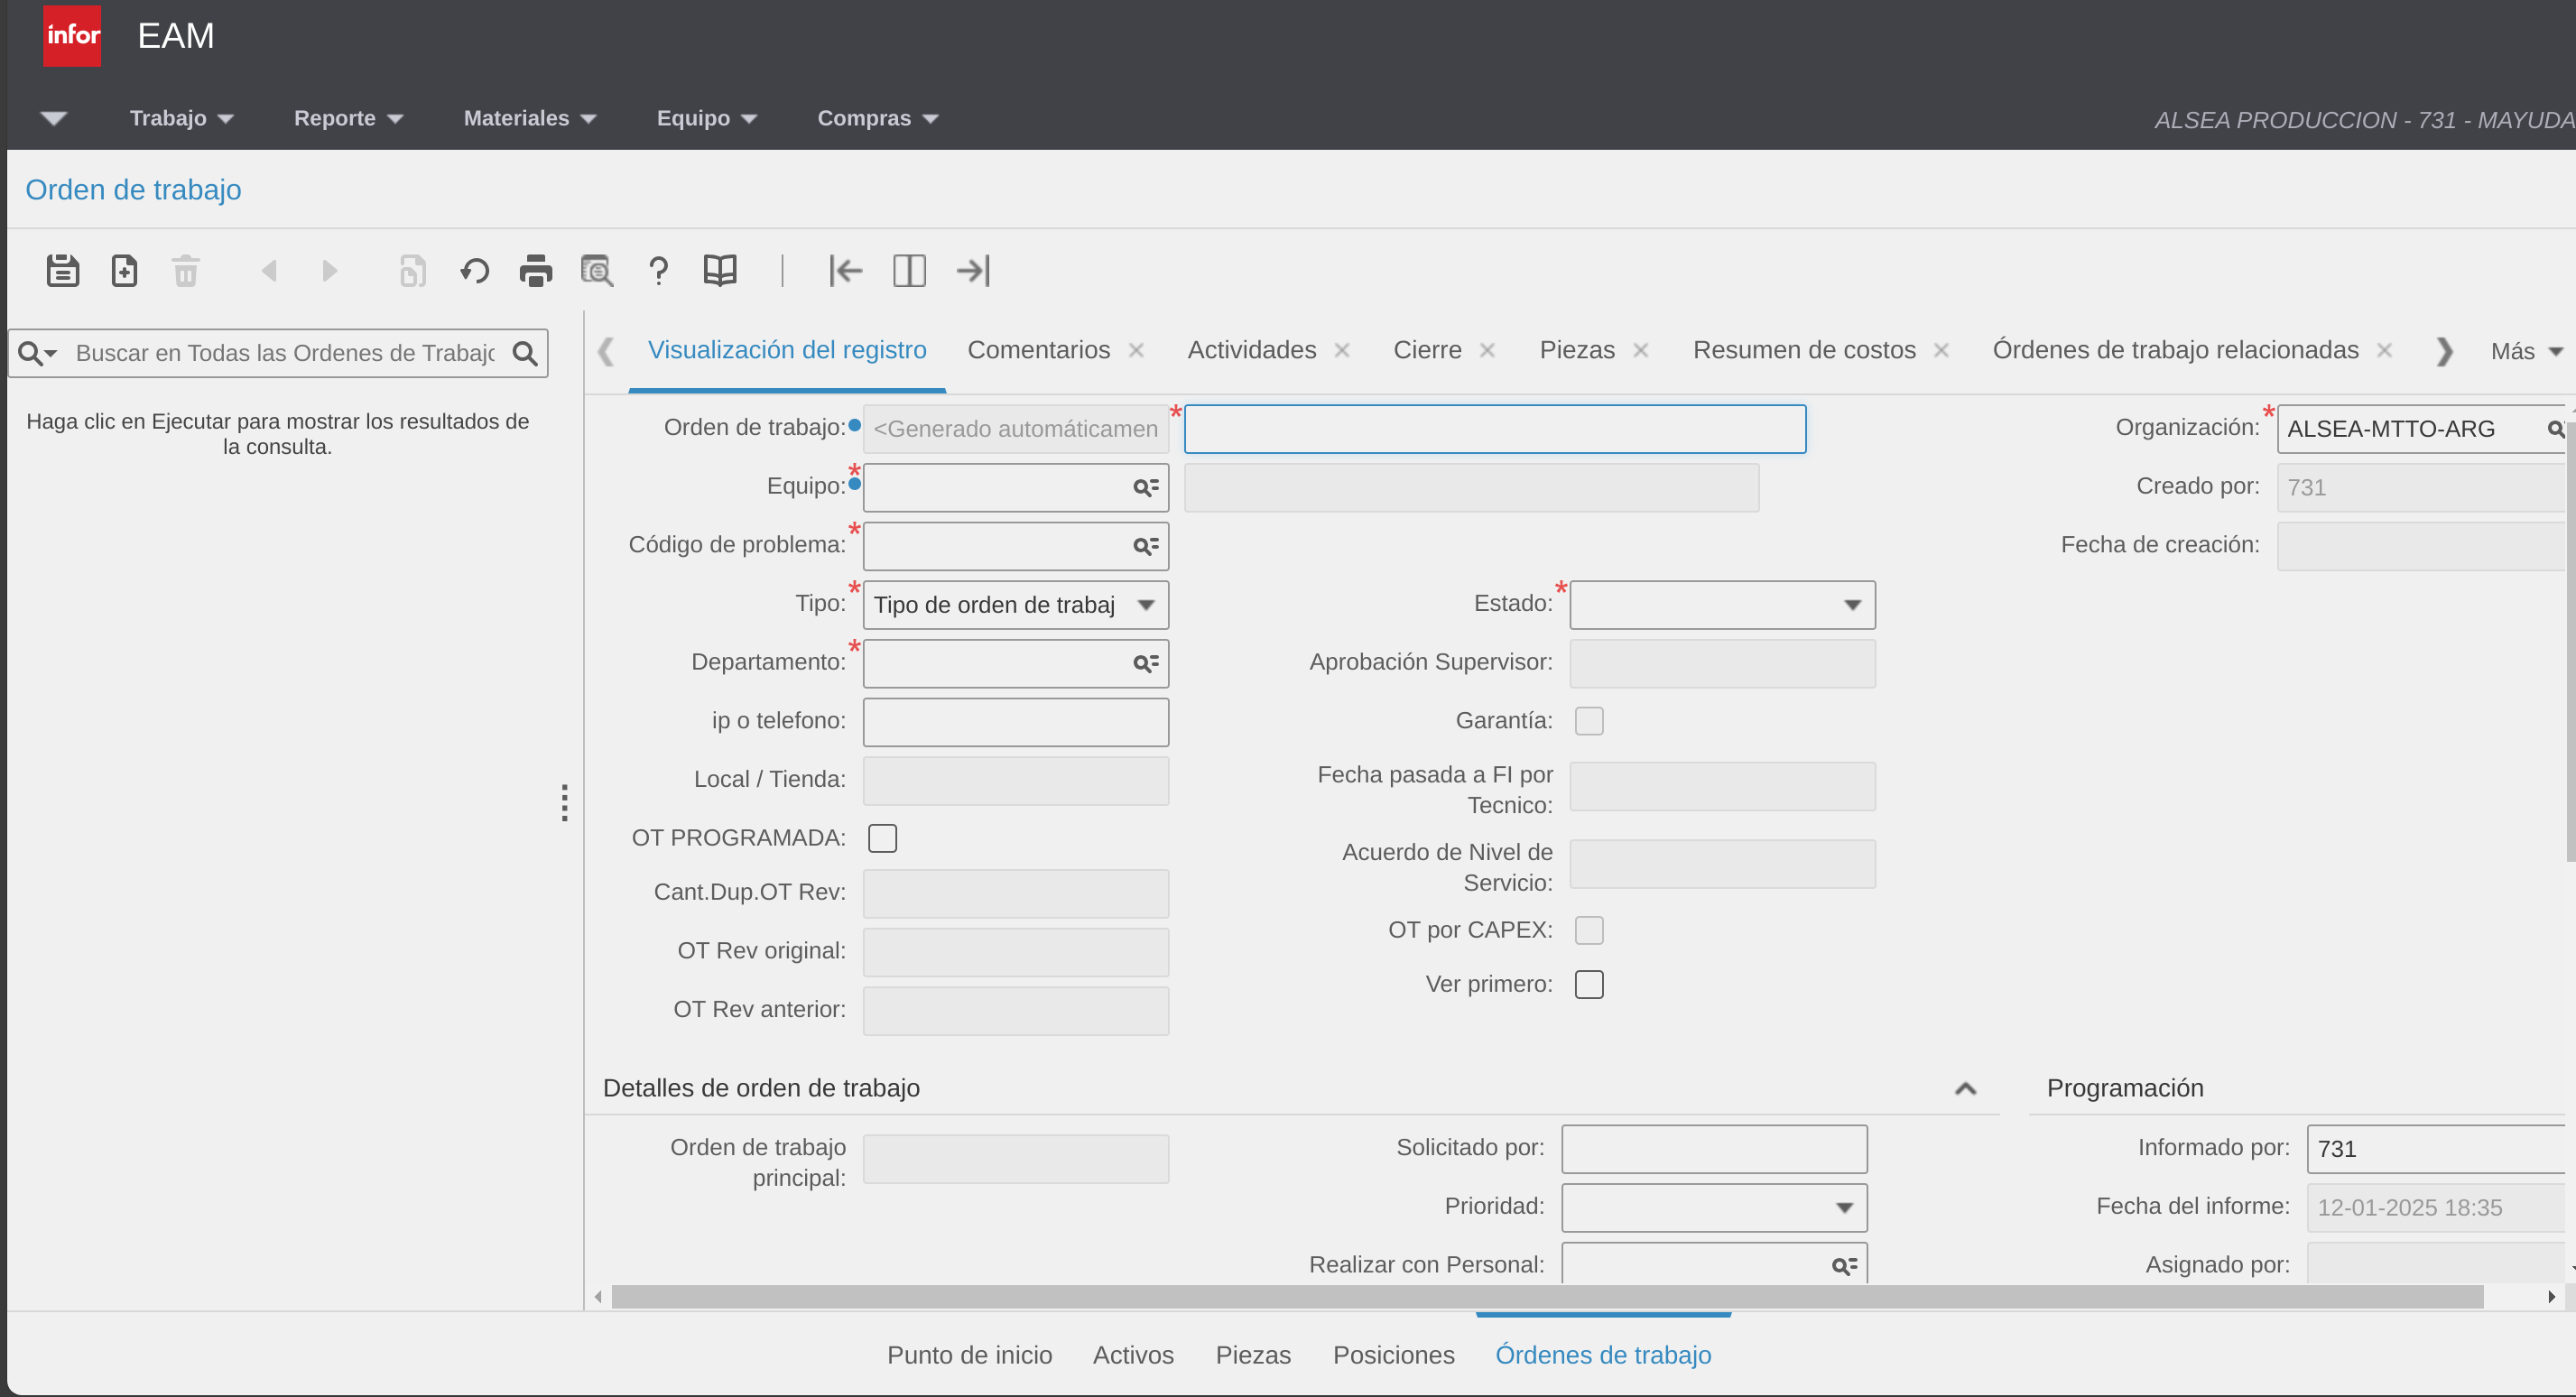 infor
EAM
Trabajo
Reporte
Materiales
Equipo
Compras
ALSEA PRODUCCION - 731 - MAYUDA
Orden de trabajo
Buscar en Todas las Ordenes de Trabajo
Haga clic en Ejecutar para mostrar los resultados de
la consulta.
Visualización del registro
Comentarios
Actividades
Cierre
Piezas
Resumen de costos
Órdenes de trabajo relacionadas
Más
Orden de trabajo: <Generado automáticamen *
Organización: * ALSEA-MTTO-ARG
Equipo: *
Creado por: 731
Código de problema: *
Fecha de creación:
Tipo: * Tipo de orden de trabaj
Estado: *
Departamento: *
Aprobación Supervisor:
ip o telefono:
Garantía:
Local / Tienda:
Fecha pasada a FI por
Tecnico:
OT PROGRAMADA:
Acuerdo de Nivel de
Servicio:
Cant.Dup.OT Rev:
OT por CAPEX:
OT Rev original:
Ver primero:
OT Rev anterior:
Detalles de orden de trabajo
Programación
Orden de trabajo
principal:
Solicitado por:
Informado por: 731
Prioridad:
Fecha del informe: 12-01-2025 18:35
Realizar con Personal:
Asignado por:
Punto de inicio
Activos
Piezas
Posiciones
Órdenes de trabajo